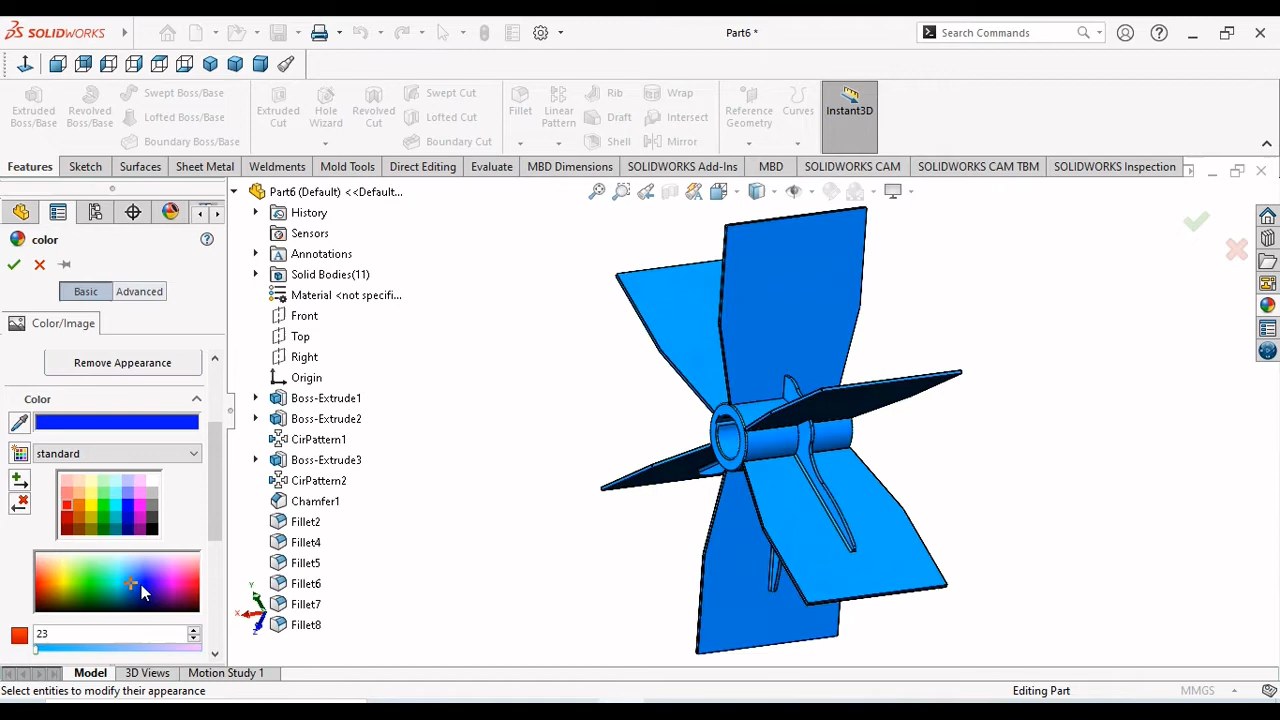 SOLIDWORKS
Part6 *
Search Commands
Extruded Boss/Base
Revolved Boss/Base
Swept Boss/Base
Lofted Boss/Base
Boundary Boss/Base
Extruded Cut
Hole Wizard
Revolved Cut
Swept Cut
Lofted Cut
Boundary Cut
Fillet
Linear Pattern
Rib
Draft
Shell
Wrap
Intersect
Mirror
Reference Geometry
Curves
Instant3D
Features
Sketch
Surfaces
Sheet Metal
Weldments
Mold Tools
Direct Editing
Evaluate
MBD Dimensions
SOLIDWORKS Add-Ins
MBD
SOLIDWORKS CAM
SOLIDWORKS CAM TBM
SOLIDWORKS Inspection
color
Basic
Advanced
Color/Image
Remove Appearance
Color
standard
23
Part6 (Default) <<Default...
History
Sensors
Annotations
Solid Bodies(11)
Material <not specifi...
Front
Top
Right
Origin
Boss-Extrude1
Boss-Extrude2
CirPattern1
Boss-Extrude3
CirPattern2
Chamfer1
Fillet2
Fillet4
Fillet5
Fillet6
Fillet7
Fillet8
Y
X
Z
Model
3D Views
Motion Study 1
Select entities to modify their appearance
Editing Part
MMGS